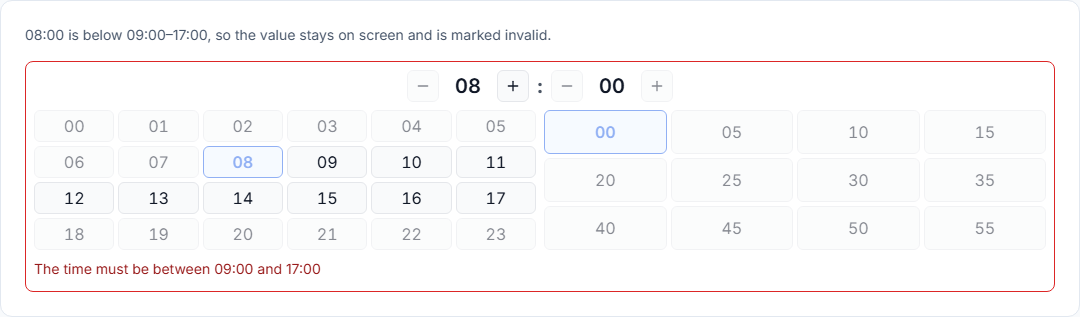 08:00 is below 09:00–17:00, so the value stays on screen and is marked invalid.
− 08 + : − 00 +
00 01 02 03 04 05
06 07 08 09 10 11
12 13 14 15 16 17
18 19 20 21 22 23
00 05 10 15
20 25 30 35
40 45 50 55
The time must be between 09:00 and 17:00